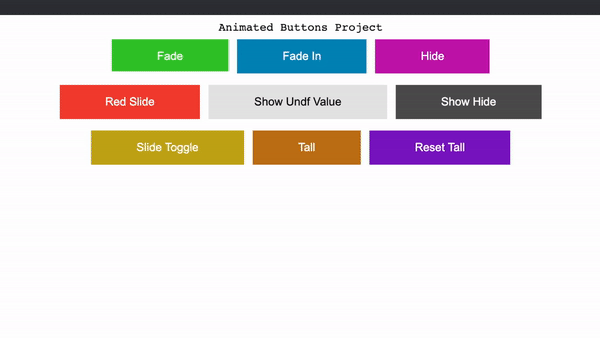 Animated Buttons Project
Fade Fade In Hide
Red Slide Show Undf Value Show Hide
Slide Toggle Tall Reset Tall